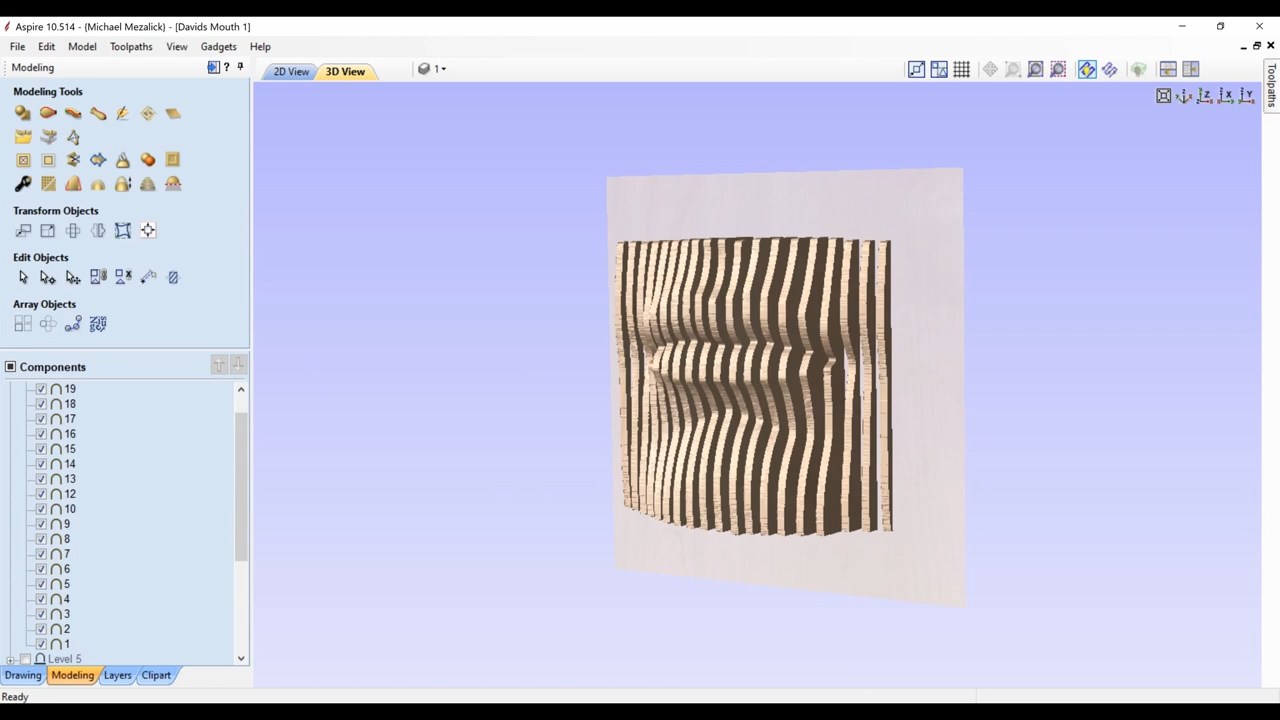 Aspire 10.514 - {Michael Mezalick} - [Davids Mouth 1]
File Edit Model Toolpaths View Gadgets Help
Modeling
2D View 3D View
1
Toolpaths
Z X Y
Modeling Tools
Transform Objects
Edit Objects
Array Objects
Components
19
18
17
16
15
14
13
12
10
9
8
7
6
5
4
3
2
1
Level 5
Drawing Modeling Layers Clipart
Ready